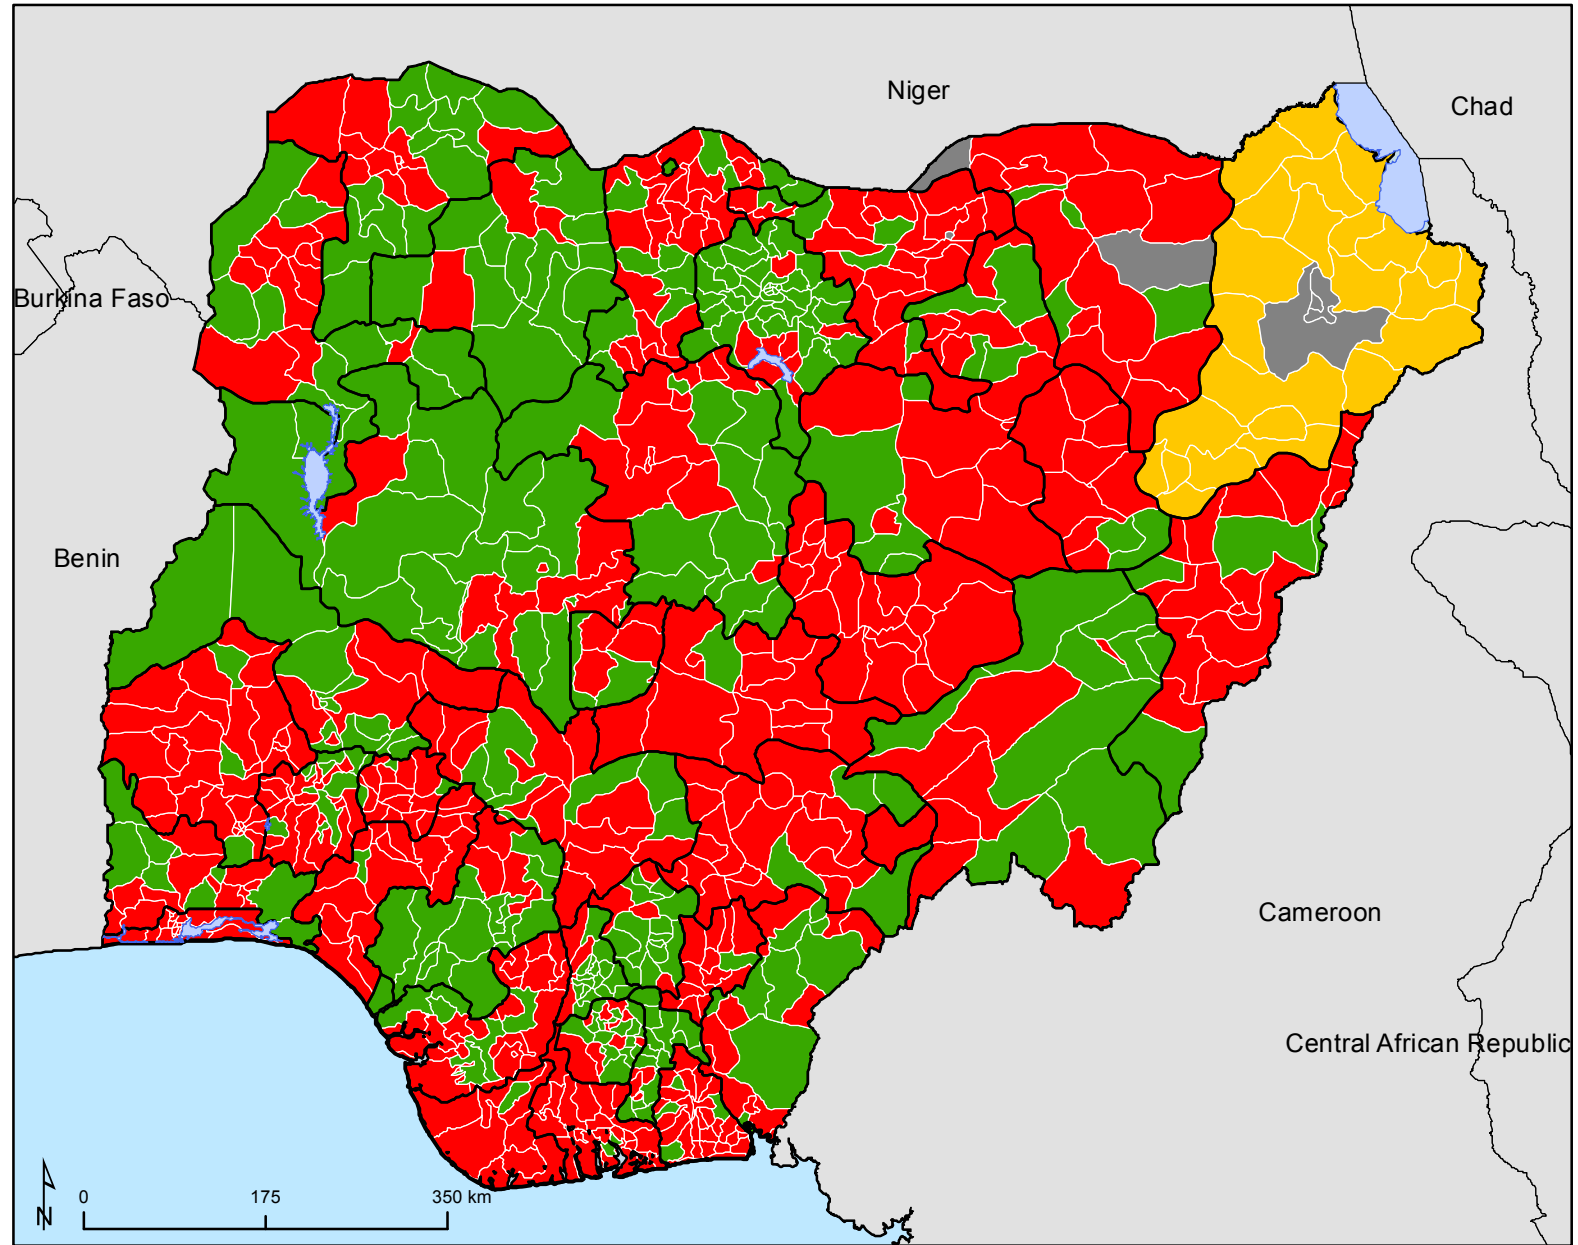 Niger
Chad
Burkina Faso
Benin
Cameroon
Central African Republic
N
0 175 350 km